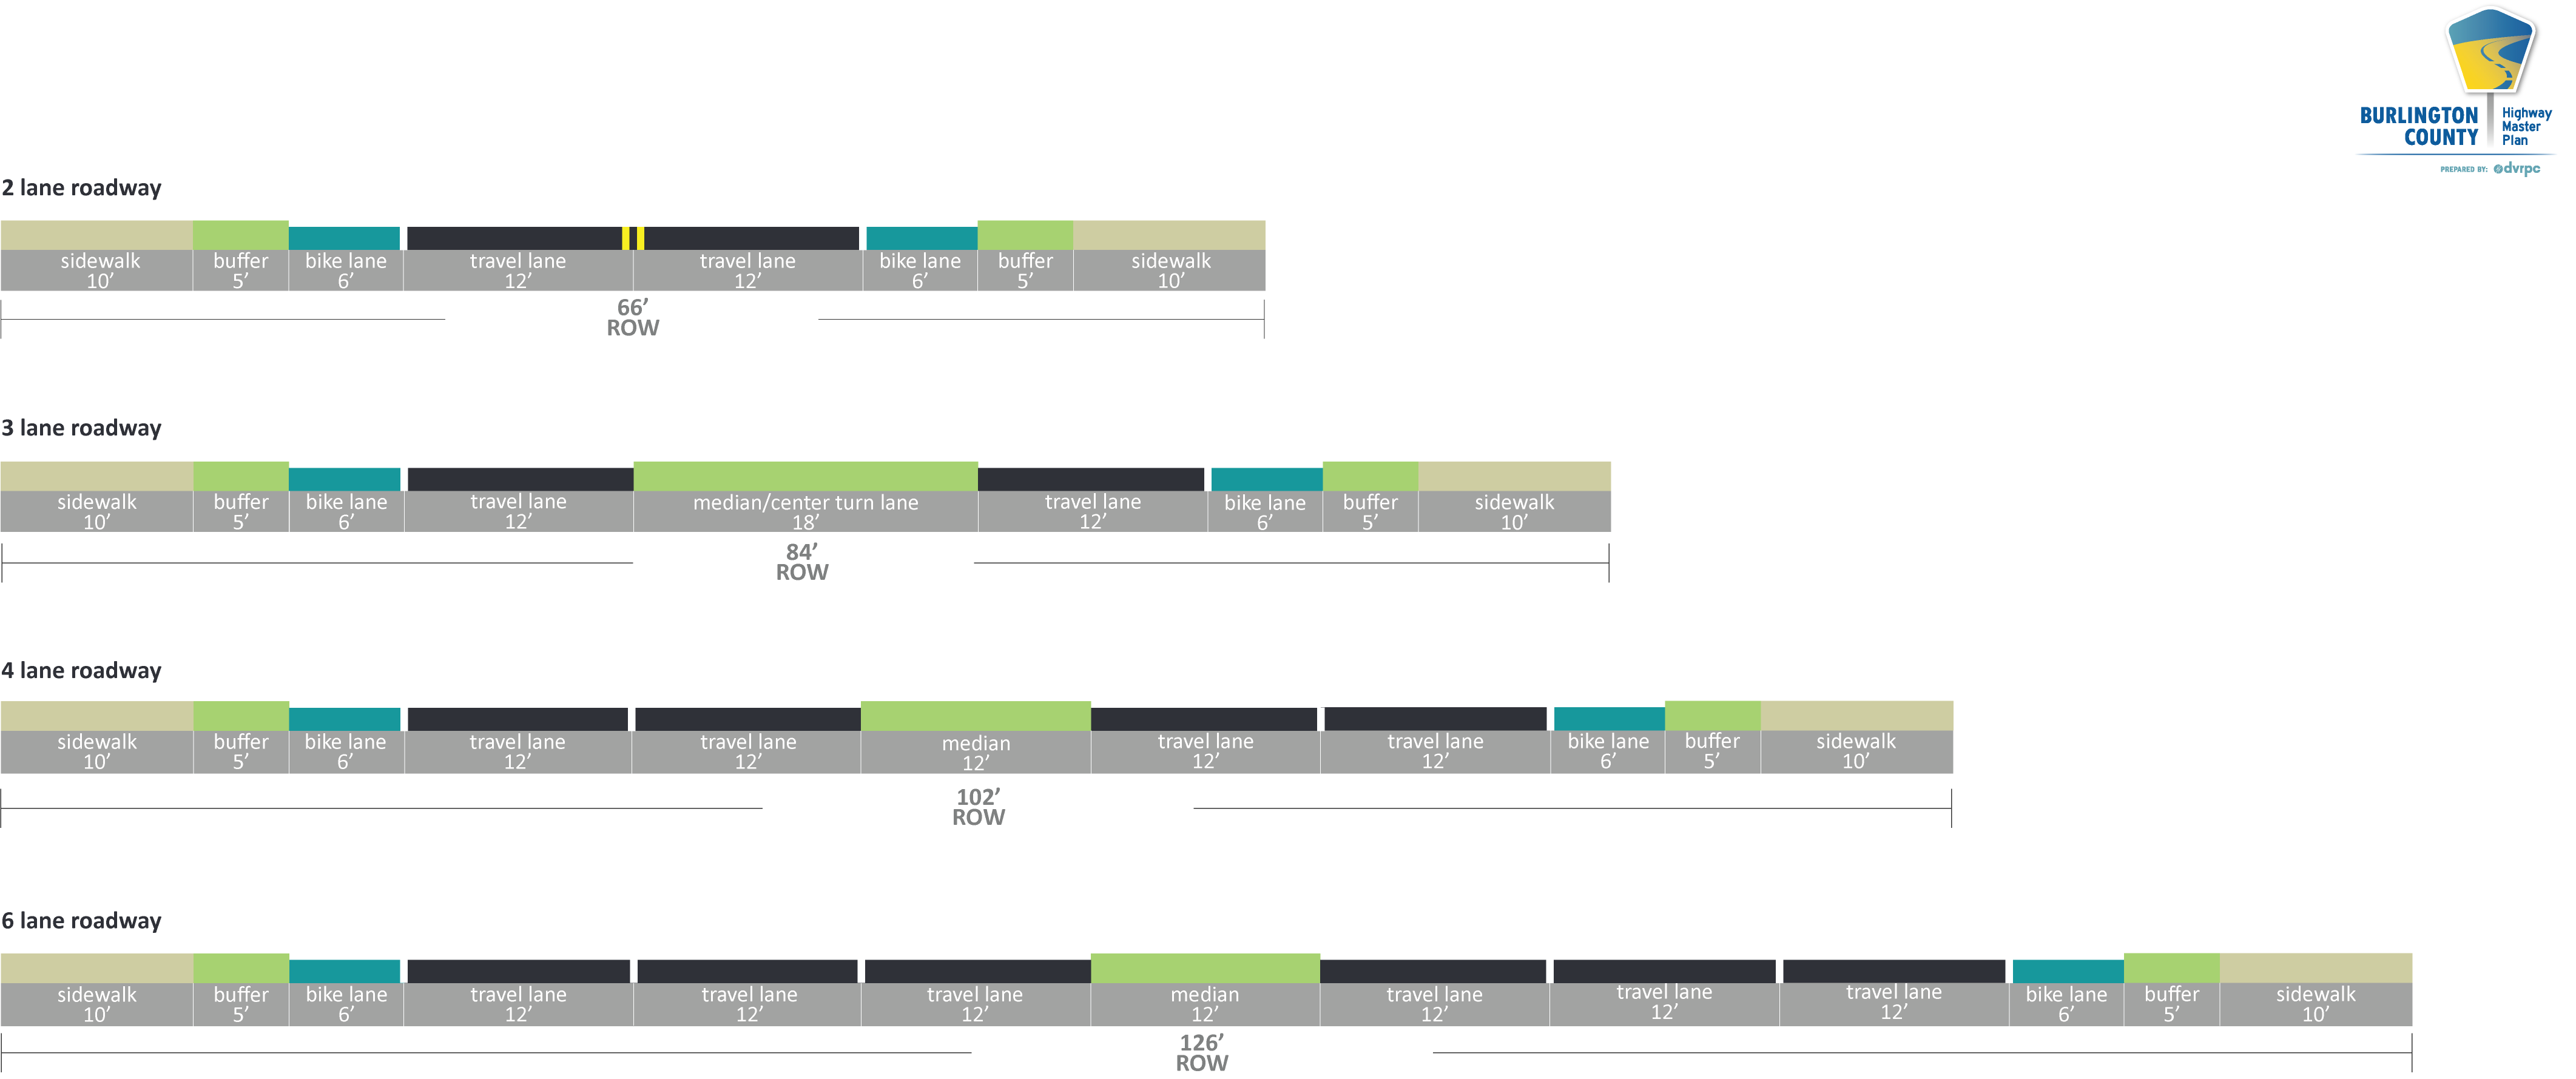 BURLINGTON
COUNTY
Highway
Master
Plan
PREPARED BY: dvrpc
2 lane roadway
sidewalk buffer bike lane travel lane travel lane bike lane buffer sidewalk
10’ 5’ 6’ 12’ 12’ 6’ 5’ 10’
66’
ROW
3 lane roadway
sidewalk buffer bike lane travel lane median/center turn lane travel lane bike lane buffer sidewalk
10’ 5’ 6’ 12’ 18’ 12’ 6’ 5’ 10’
84’
ROW
4 lane roadway
sidewalk buffer bike lane travel lane travel lane median travel lane travel lane bike lane buffer sidewalk
10’ 5’ 6’ 12’ 12’ 12’ 12’ 12’ 6’ 5’ 10’
102’
ROW
6 lane roadway
sidewalk buffer bike lane travel lane travel lane travel lane median travel lane travel lane travel lane bike lane buffer sidewalk
10’ 5’ 6’ 12’ 12’ 12’ 12’ 12’ 12’ 12’ 6’ 5’ 10’
126’
ROW